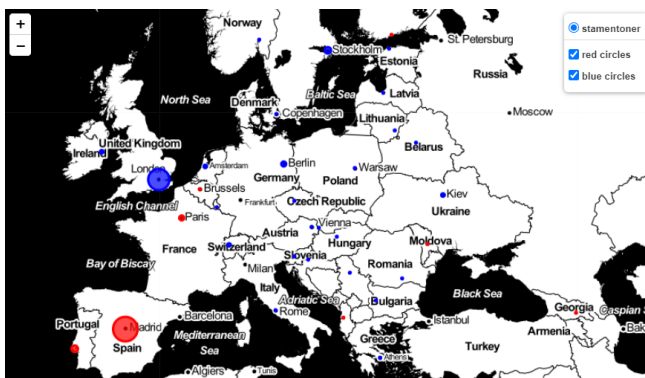 +
−
stamentoner
red circles
blue circles
Norway
Stockholm
St. Petersburg
Estonia
Russia
North Sea
Baltic Sea
Latvia
Denmark
Copenhagen
Moscow
Lithuania
United Kingdom
Ireland
Belarus
London
Amsterdam
Berlin
Warsaw
Germany
Poland
Brussels
Kiev
English Channel
Frankfurt
Czech Republic
Ukraine
Paris
Vienna
Austria
Hungary
Moldova
France
Switzerland
Slovenia
Bay of Biscay
Milan
Romania
Italy
Adriatic Sea
Black Sea
Bulgaria
Georgia
Caspian S
Rome
Barcelona
Istanbul
Portugal
Madrid
Mediterranean
Sea
Armenia
Bak
Spain
Greece
Turkey
Athens
Algiers
Tunis